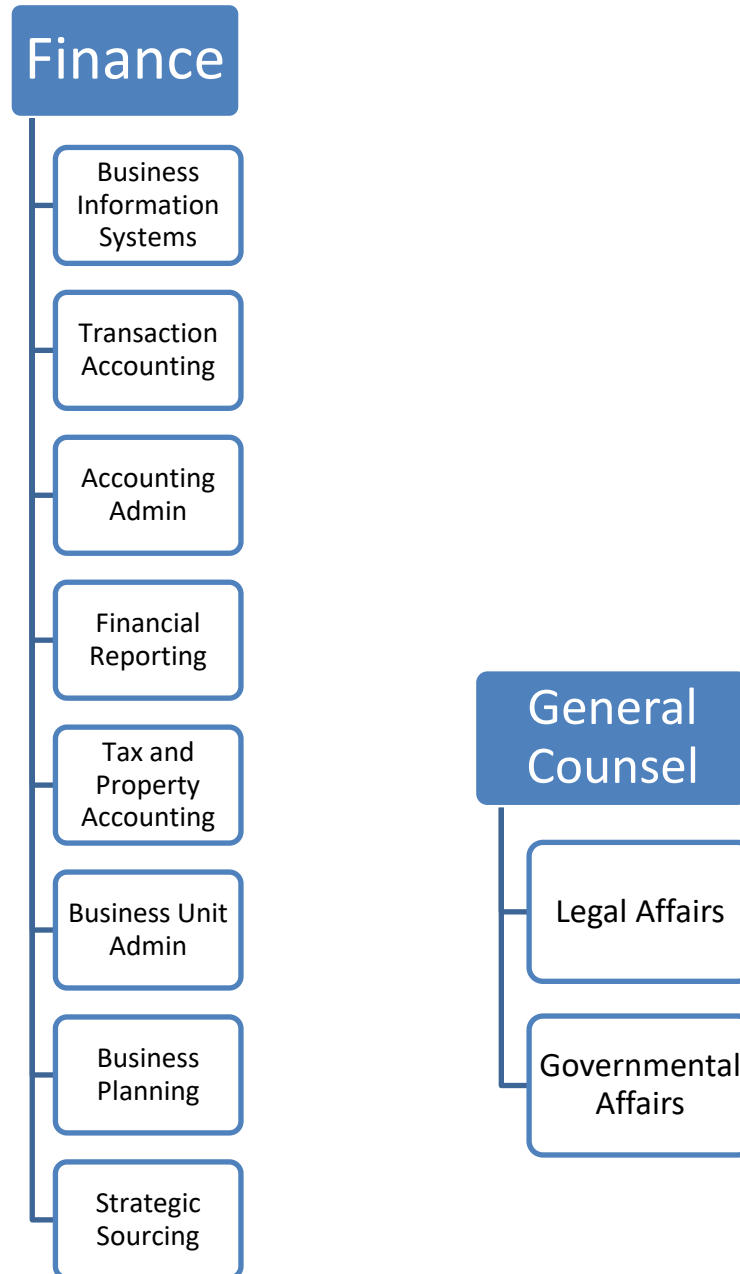 Finance
Business
Information
Systems
Transaction
Accounting
Accounting
Admin
Financial
Reporting
Tax and
Property
Accounting
Business Unit
Admin
Business
Planning
Strategic
Sourcing
General
Counsel
Legal Affairs
Governmental
Affairs